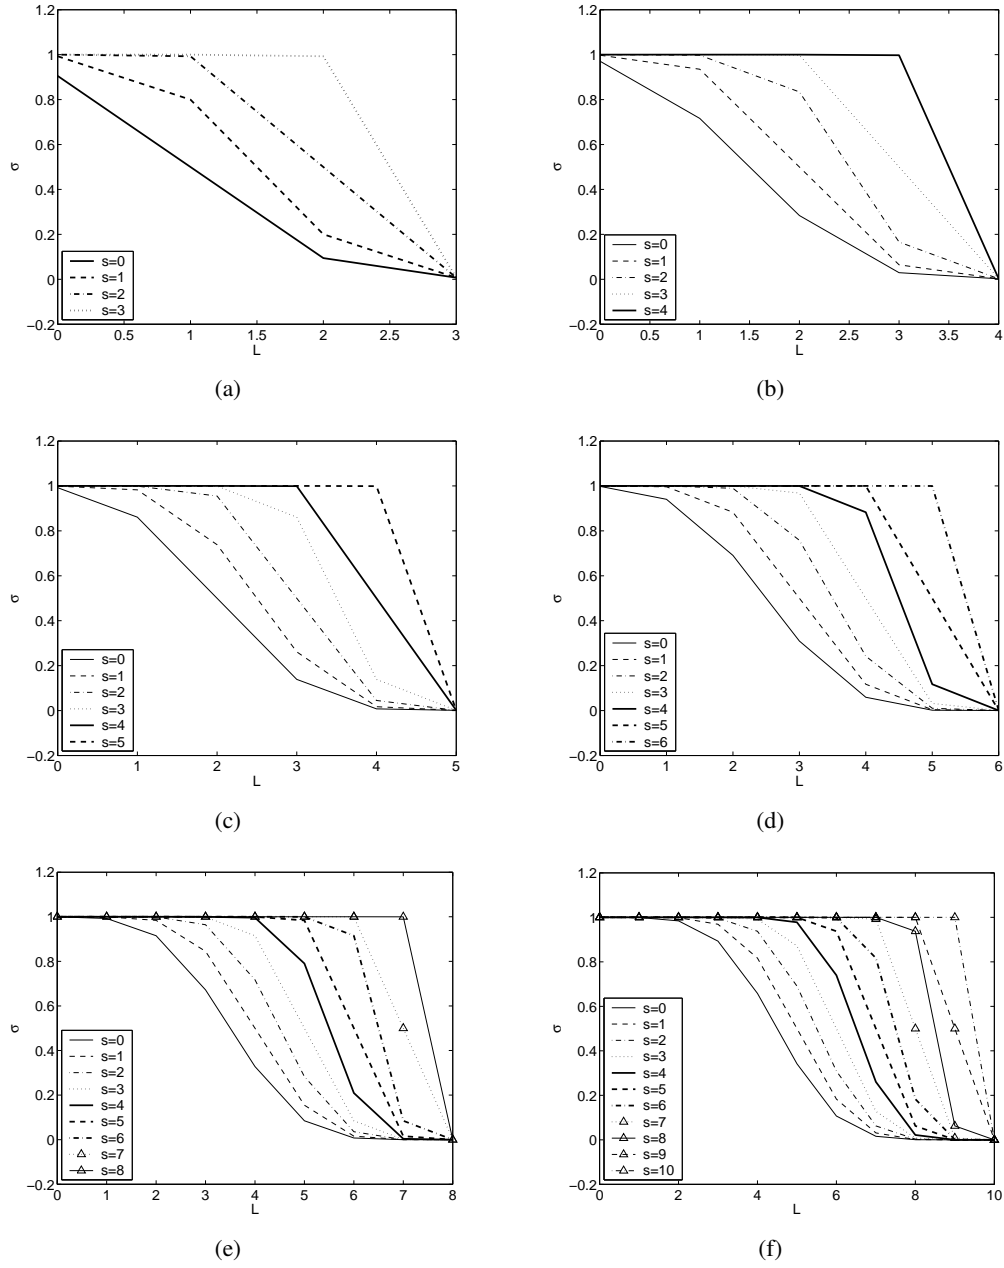 1.2
1
0.8
0.6
0.4
0.2
0
−0.2
σ
s=0
s=1
s=2
s=3
0 0.5 1 1.5 2 2.5 3
L
(a)
1.2
1
0.8
0.6
0.4
0.2
0
−0.2
σ
s=0
s=1
s=2
s=3
s=4
0 0.5 1 1.5 2 2.5 3 3.5 4
L
(b)
1.2
1
0.8
0.6
0.4
0.2
0
−0.2
σ
s=0
s=1
s=2
s=3
s=4
s=5
0 1 2 3 4 5
L
(c)
1.2
1
0.8
0.6
0.4
0.2
0
−0.2
σ
s=0
s=1
s=2
s=3
s=4
s=5
s=6
0 1 2 3 4 5 6
L
(d)
1.2
1
0.8
0.6
0.4
0.2
0
−0.2
σ
s=0
s=1
s=2
s=3
s=4
s=5
s=6
s=7
s=8
0 1 2 3 4 5 6 7 8
L
(e)
1.2
1
0.8
0.6
0.4
0.2
0
−0.2
σ
s=0
s=1
s=2
s=3
s=4
s=5
s=6
s=7
s=8
s=9
s=10
0 2 4 6 8 10
L
(f)